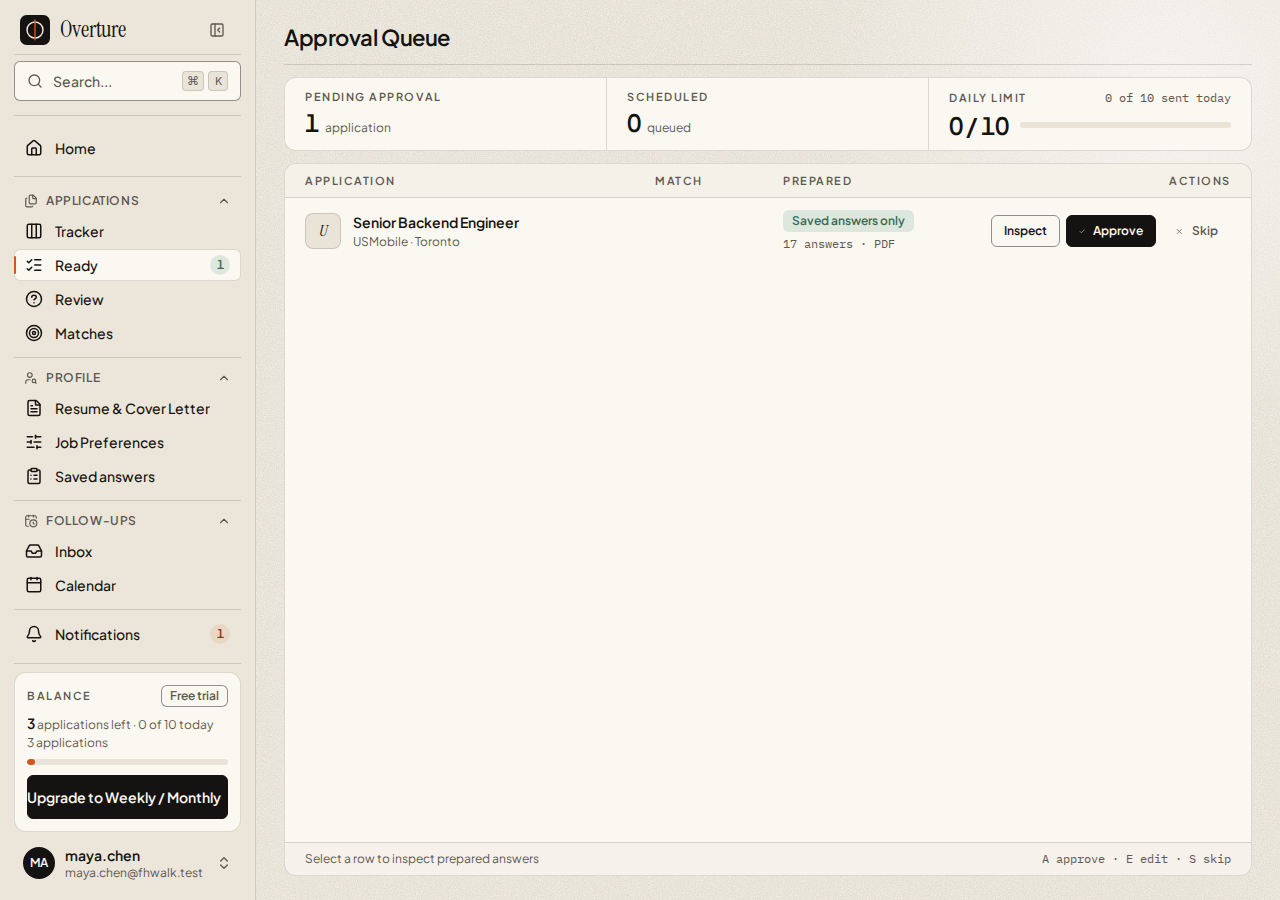 Overture
Search...
⌘ K
Home
APPLICATIONS
Tracker
Ready 1
Review
Matches
PROFILE
Resume & Cover Letter
Job Preferences
Saved answers
FOLLOW-UPS
Inbox
Calendar
Notifications 1
BALANCE Free trial
3 applications left · 0 of 10 today
3 applications
Upgrade to Weekly / Monthly
MA maya.chen
maya.chen@fhwalk.test
Approval Queue
PENDING APPROVAL
1 application
SCHEDULED
0 queued
DAILY LIMIT 0 of 10 sent today
0/10
APPLICATION MATCH PREPARED ACTIONS
U Senior Backend Engineer
USMobile · Toronto
Saved answers only
17 answers · PDF
Inspect Approve Skip
Select a row to inspect prepared answers
A approve · E edit · S skip